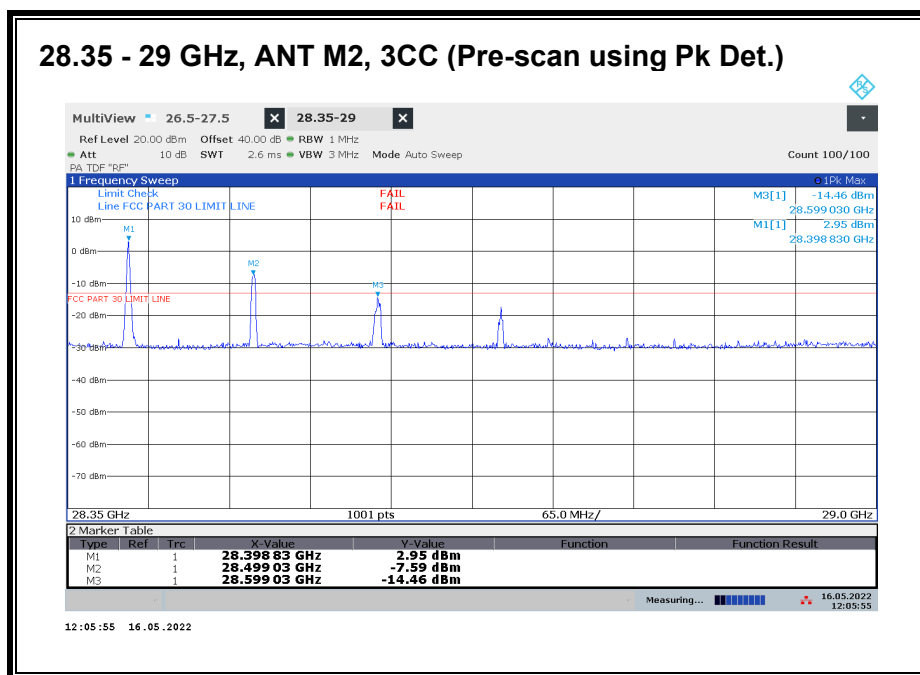 28.35 - 29 GHz, ANT M2, 3CC (Pre-scan using Pk Det.)
R S
MultiView 26.5-27.5 X 28.35-29 X
Ref Level 20.00 dBm Offset 40.00 dB RBW 1 MHz
Att 10 dB SWT 2.6 ms VBW 3 MHz Mode Auto Sweep Count 100/100
PA TDF "RF"
1 Frequency Sweep 1Pk Max
Limit Check FAIL M3[1] -14.46 dBm
Line FCC PART 30 LIMIT LINE FAIL 28.599 030 GHz
10 dBm M1[1] 2.95 dBm
M1 28.398 830 GHz
0 dBm
M2
-10 dBm M3
FCC PART 30 LIMIT LINE
-20 dBm
-30 dBm
-40 dBm
-50 dBm
-60 dBm
-70 dBm
28.35 GHz 1001 pts 65.0 MHz/ 29.0 GHz
2 Marker Table
Type Ref Trc X-Value Y-Value Function Function Result
M1 1 28.398 83 GHz 2.95 dBm
M2 1 28.499 03 GHz -7.59 dBm
M3 1 28.599 03 GHz -14.46 dBm
Measuring... 16.05.2022
12:05:55
12:05:55 16.05.2022